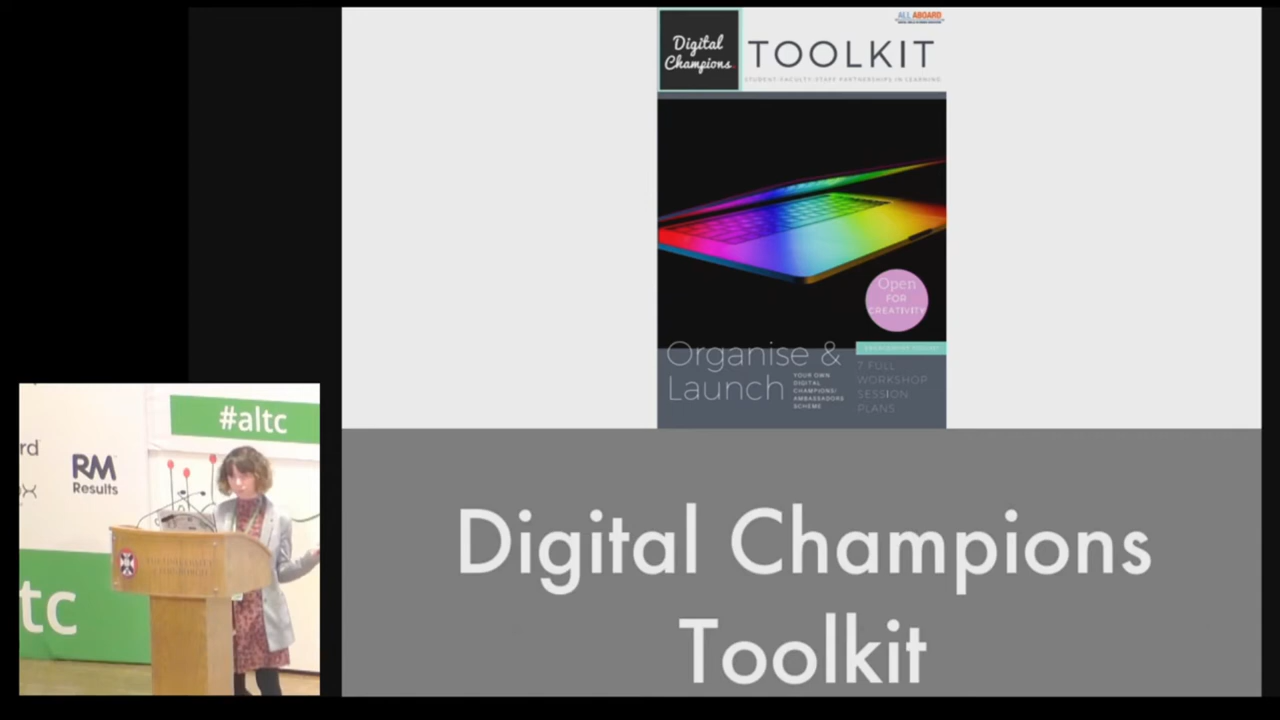 ALL ABOARD
Digital
Champions.
TOOLKIT
STUDENT-FACULTY-STAFF PARTNERSHIPS IN LEARNING
Open
FOR
CREATIVITY
Organise &
Launch
YOUR OWN
DIGITAL
CHAMPIONS/
AMBASSADORS
SCHEME
7 FULL
WORKSHOP
SESSION
PLANS
#altc
rd
RM
Results
tc
Digital Champions
Toolkit